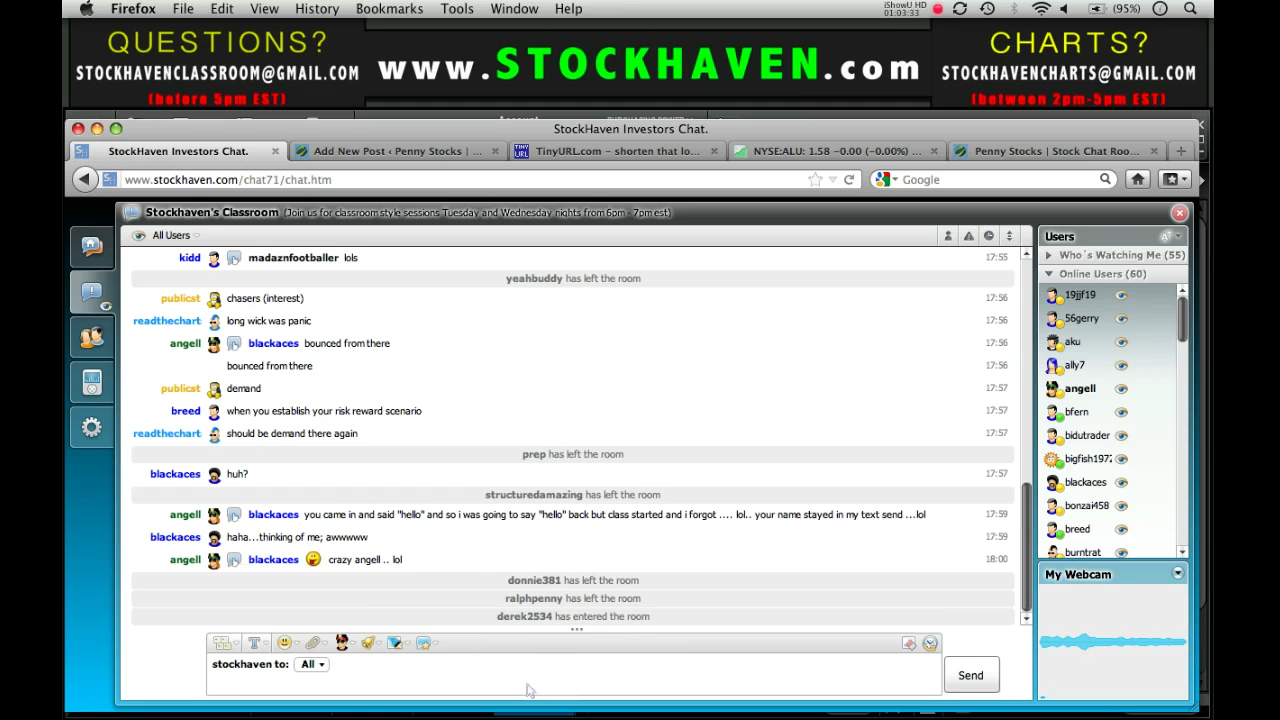 Firefox File Edit View History Bookmarks Tools Window Help iShowU HD 01:03:33 (95%)
QUESTIONS?
STOCKHAVENCLASSROOM@GMAIL.COM
(before 5pm EST)
www.STOCKHAVEN.com
CHARTS?
STOCKHAVENCHARTS@GMAIL.COM
(between 2pm-5pm EST)
StockHaven Investors Chat.
StockHaven Investors Chat. Add New Post ‹ Penny Stocks | ... TinyURL.com - shorten that lo... NYSE:ALU: 1.58 -0.00 (-0.00%) ... Penny Stocks | Stock Chat Roo...
www.stockhaven.com/chat71/chat.htm Google
Stockhaven's Classroom (Join us for classroom style sessions Tuesday and Wednesday nights from 6pm - 7pm est)
All Users
kidd madaznfootballer lols 17:55
yeahbuddy has left the room
publicst chasers (interest) 17:56
readthechart long wick was panic 17:56
angell blackaces bounced from there 17:56
bounced from there
publicst demand 17:57
breed when you establish your risk reward scenario 17:57
readthechart should be demand there again 17:57
prep has left the room
blackaces huh? 17:57
structuredamazing has left the room
angell blackaces you came in and said "hello" and so i was going to say "hello" back but class started and i forgot .... lol.. your name stayed in my text send ...lol 17:59
blackaces haha...thinking of me; awwwww 17:59
angell blackaces crazy angell .. lol 18:00
donnie381 has left the room
ralphpenny has left the room
derek2534 has entered the room
stockhaven to: All
Send
Users
Who's Watching Me (55)
Online Users (60)
19jjf19
56gerry
aku
ally7
angell
bfern
bidutrader
bigfish1972
blackaces
bonzai458
breed
burntrat
My Webcam